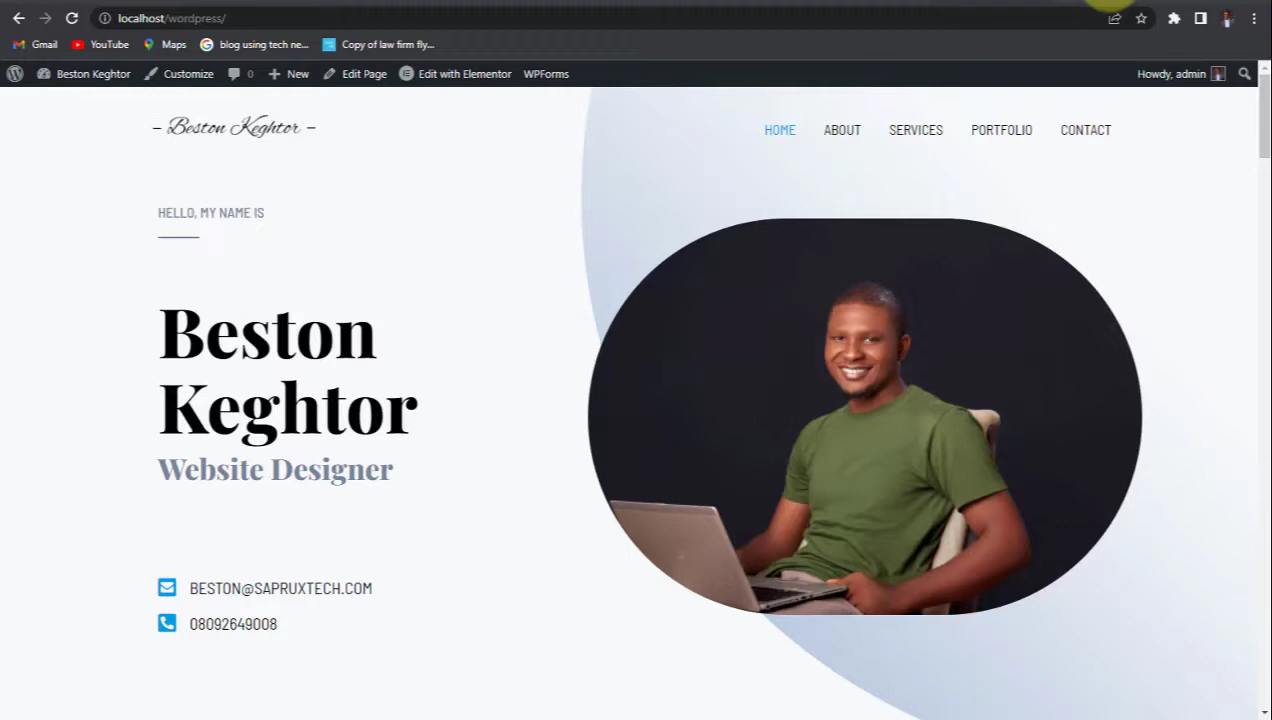 localhost/wordpress/
Gmail YouTube Maps blog using tech ne... Copy of law firm fly...
Beston Keghtor Customize 0 New Edit Page Edit with Elementor WPForms Howdy, admin
– Beston Keghtor –
HOME ABOUT SERVICES PORTFOLIO CONTACT
HELLO, MY NAME IS
Beston
Keghtor
Website Designer
BESTON@SAPRUXTECH.COM
08092649008